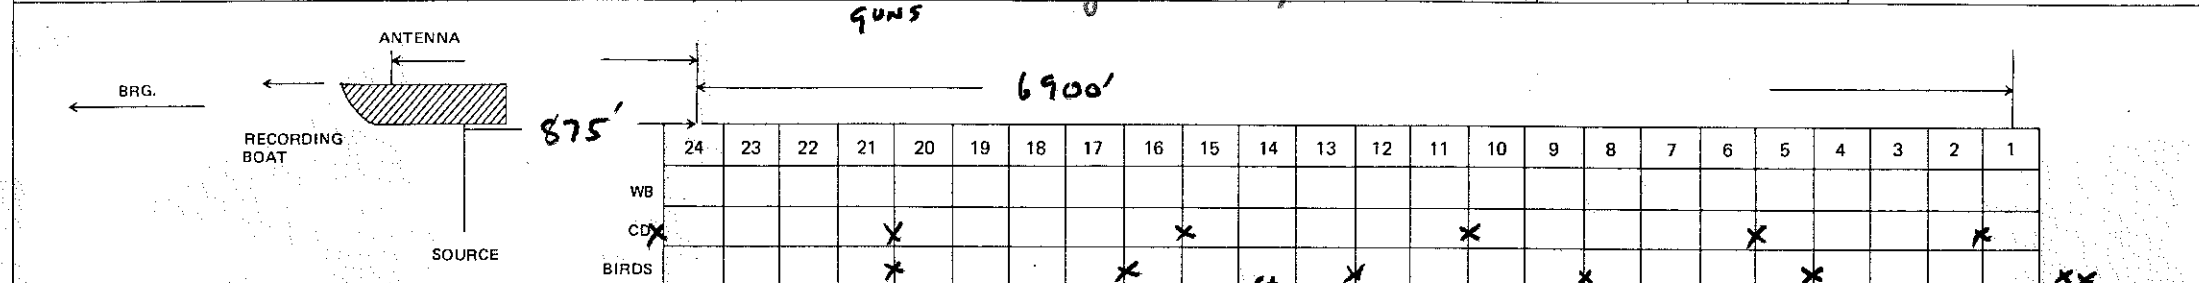 GUNS
ANTENNA
6900'
BRG.
875'
RECORDING
BOAT
24 23 22 21 20 19 18 17 16 15 14 13 12 11 10 9 8 7 6 5 4 3 2 1
WB
CD X X X X X X
SOURCE
BIRDS X X X X X X X